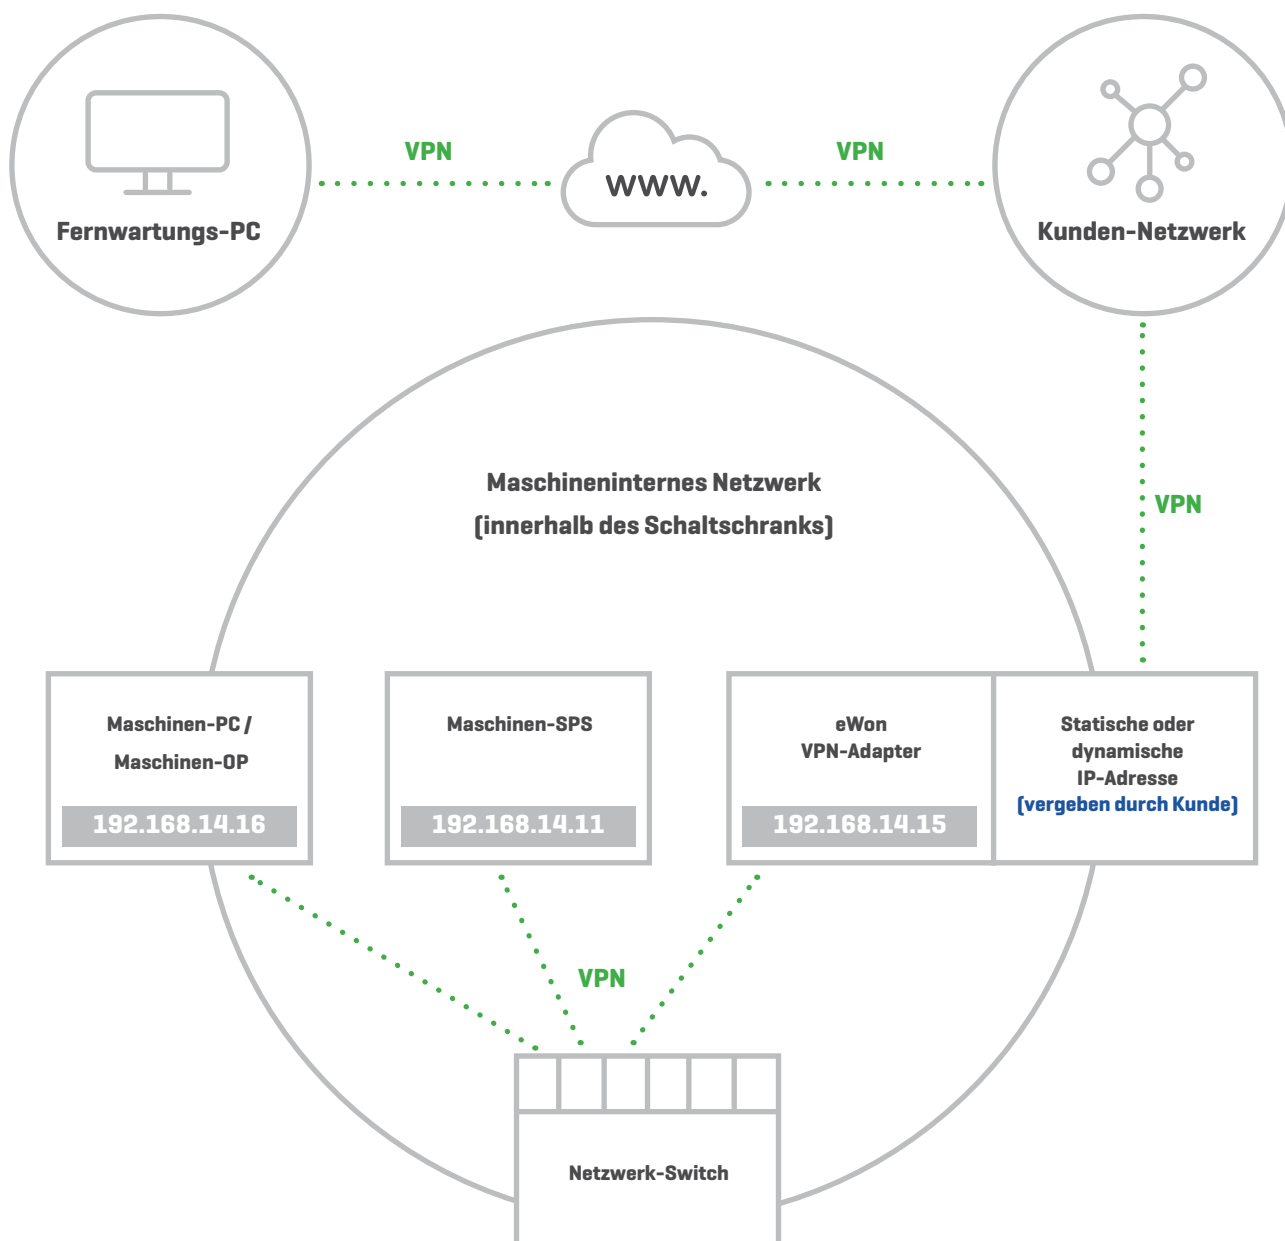 VPN
VPN
www.
Fernwartungs-PC
Kunden-Netzwerk
Maschineninternes Netzwerk
(innerhalb des Schaltschranks)
VPN
Maschinen-PC /
Maschinen-OP
192.168.14.16
Maschinen-SPS
192.168.14.11
eWon
VPN-Adapter
192.168.14.15
Statische oder
dynamische
IP-Adresse
(vergeben durch Kunde)
VPN
Netzwerk-Switch